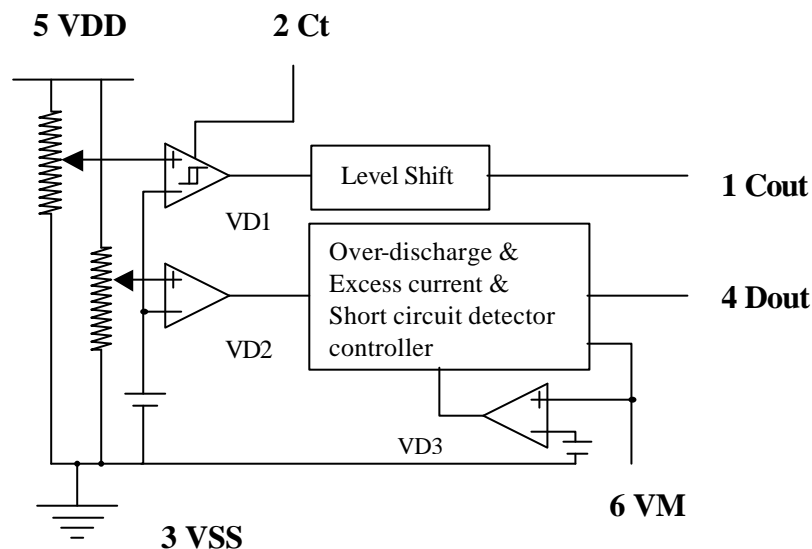 5 VDD
2 Ct
Level Shift
1 Cout
VD1
Over-discharge &
Excess current &
Short circuit detector
controller
4 Dout
VD2
VD3
6 VM
3 VSS